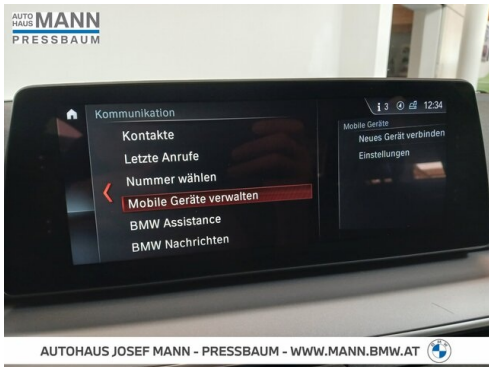 AUTO
HAUS MANN
PRESSBAUM
Kommunikation
Kontakte
Letzte Anrufe
Nummer wählen
Mobile Geräte verwalten
BMW Assistance
BMW Nachrichten
3 12:34
Mobile Geräte
Neues Gerät verbinden
Einstellungen
AUTOHAUS JOSEF MANN - PRESSBAUM - WWW.MANN.BMW.AT